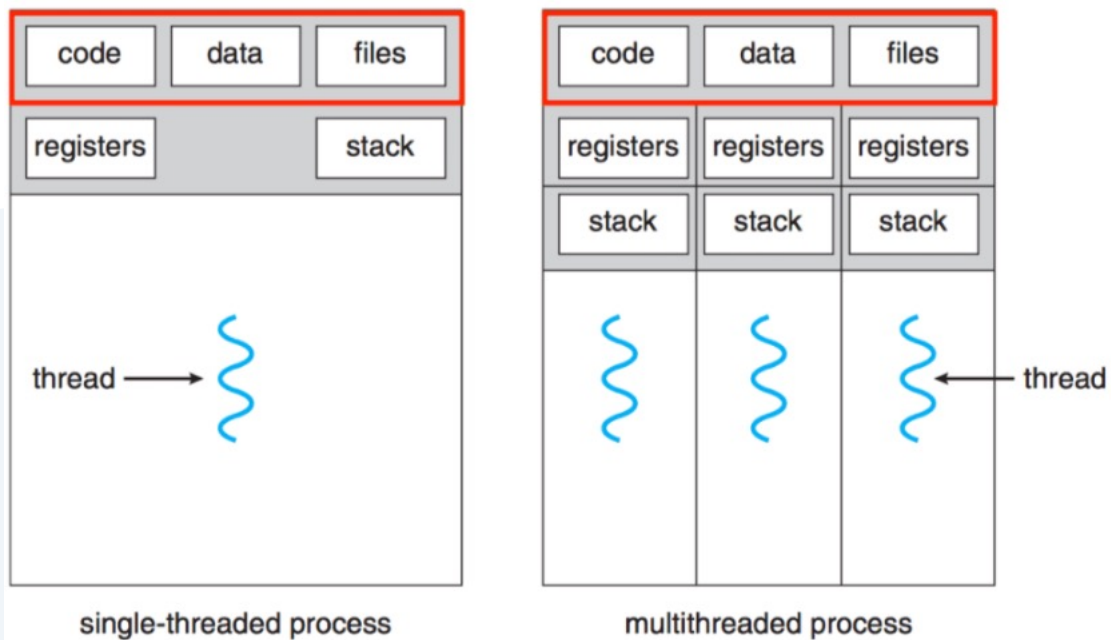 code data files
registers stack
thread
single-threaded process
code data files
registers registers registers
stack stack stack
thread
multithreaded process